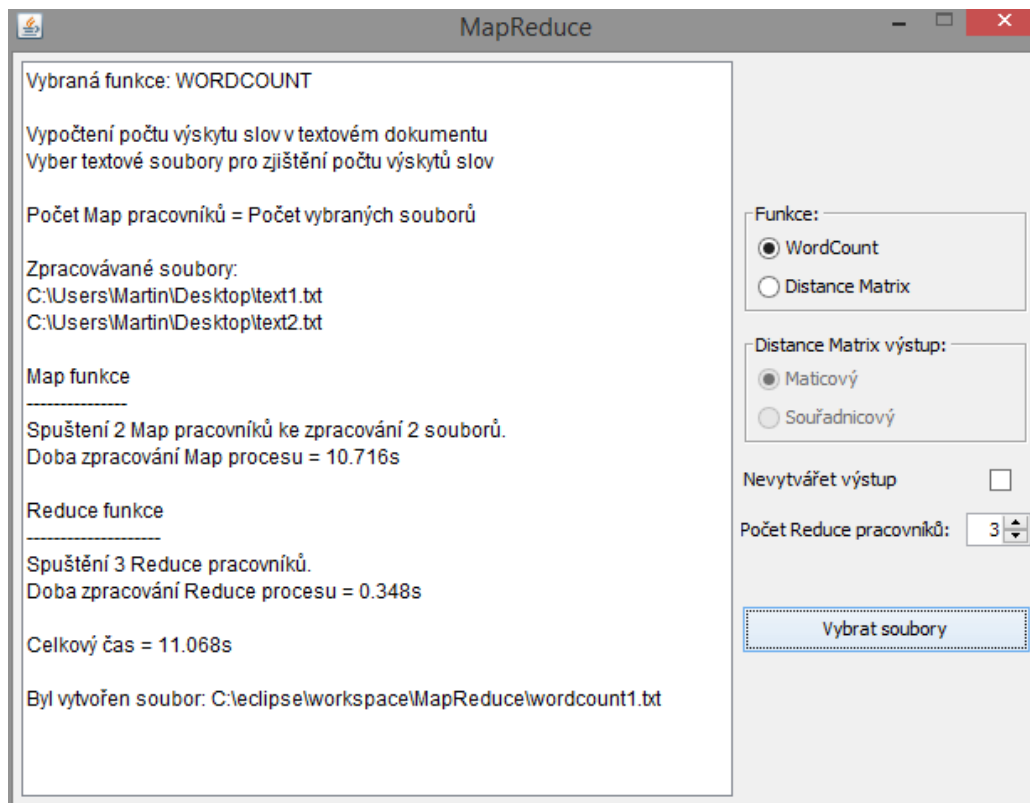 MapReduce
Vybraná funkce: WORDCOUNT
Vypočtení počtu výskytu slov v textovém dokumentu
Vyber textové soubory pro zjištění počtu výskytů slov
Počet Map pracovníků = Počet vybraných souborů
Zpracovávané soubory:
C:\Users\Martin\Desktop\text1.txt
C:\Users\Martin\Desktop\text2.txt
Map funkce
---------------
Spuštení 2 Map pracovníků ke zpracování 2 souborů.
Doba zpracování Map procesu = 10.716s
Reduce funkce
--------------------
Spuštění 3 Reduce pracovníků.
Doba zpracování Reduce procesu = 0.348s
Celkový čas = 11.068s
Byl vytvořen soubor: C:\eclipse\workspace\MapReduce\wordcount1.txt
Funkce:
WordCount
Distance Matrix
Distance Matrix výstup:
Maticový
Souřadnicový
Nevytvářet výstup
Počet Reduce pracovníků: 3
Vybrat soubory